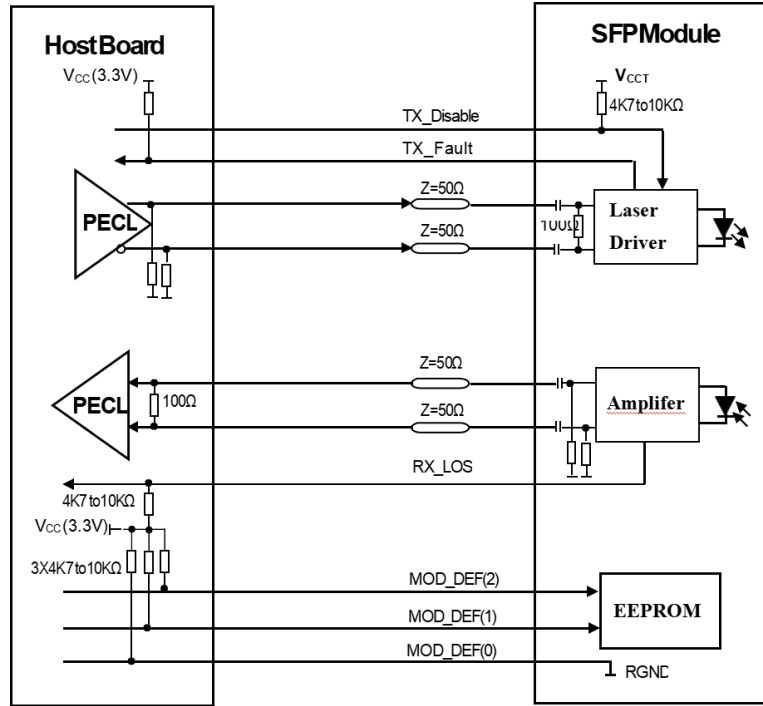 HostBoard
SFPModule
VCC(3.3V)
VCCT
4K7to10KΩ
TX_Disable
TX_Fault
Z=50Ω
PECL
100Ω
Laser
Driver
Z=50Ω
Z=50Ω
PECL
100Ω
Amplifer
Z=50Ω
RX_LOS
4K7to10KΩ
VCC(3.3V)
3X4K7to10KΩ
MOD_DEF(2)
EEPROM
MOD_DEF(1)
MOD_DEF(0)
RGND